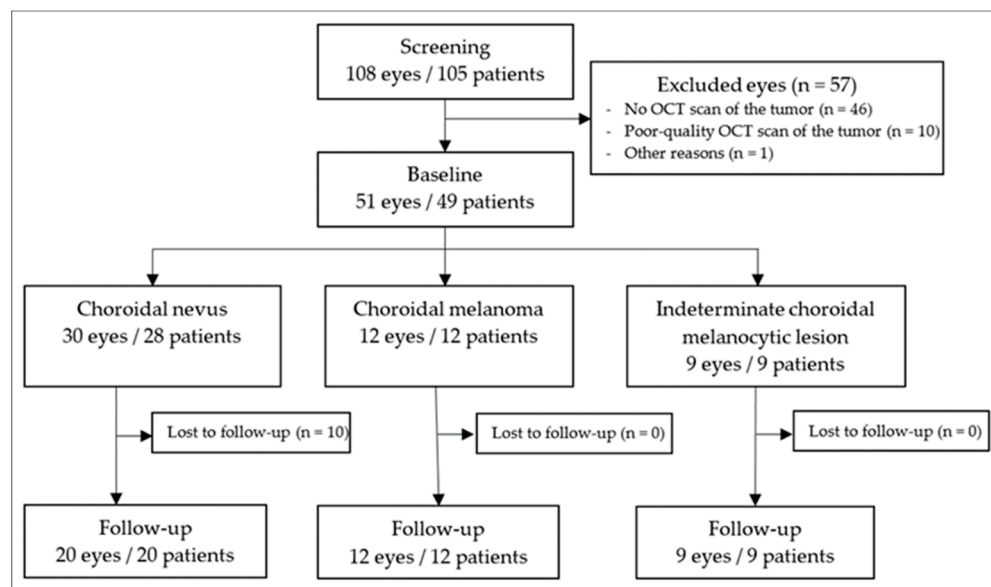 Screening
108 eyes / 105 patients
Excluded eyes (n = 57)
- No OCT scan of the tumor (n = 46)
- Poor-quality OCT scan of the tumor (n = 10)
- Other reasons (n = 1)
Baseline
51 eyes / 49 patients
Choroidal nevus
30 eyes / 28 patients
Choroidal melanoma
12 eyes / 12 patients
Indeterminate choroidal
melanocytic lesion
9 eyes / 9 patients
Lost to follow-up (n = 10)
Lost to follow-up (n = 0)
Lost to follow-up (n = 0)
Follow-up
20 eyes / 20 patients
Follow-up
12 eyes / 12 patients
Follow-up
9 eyes / 9 patients